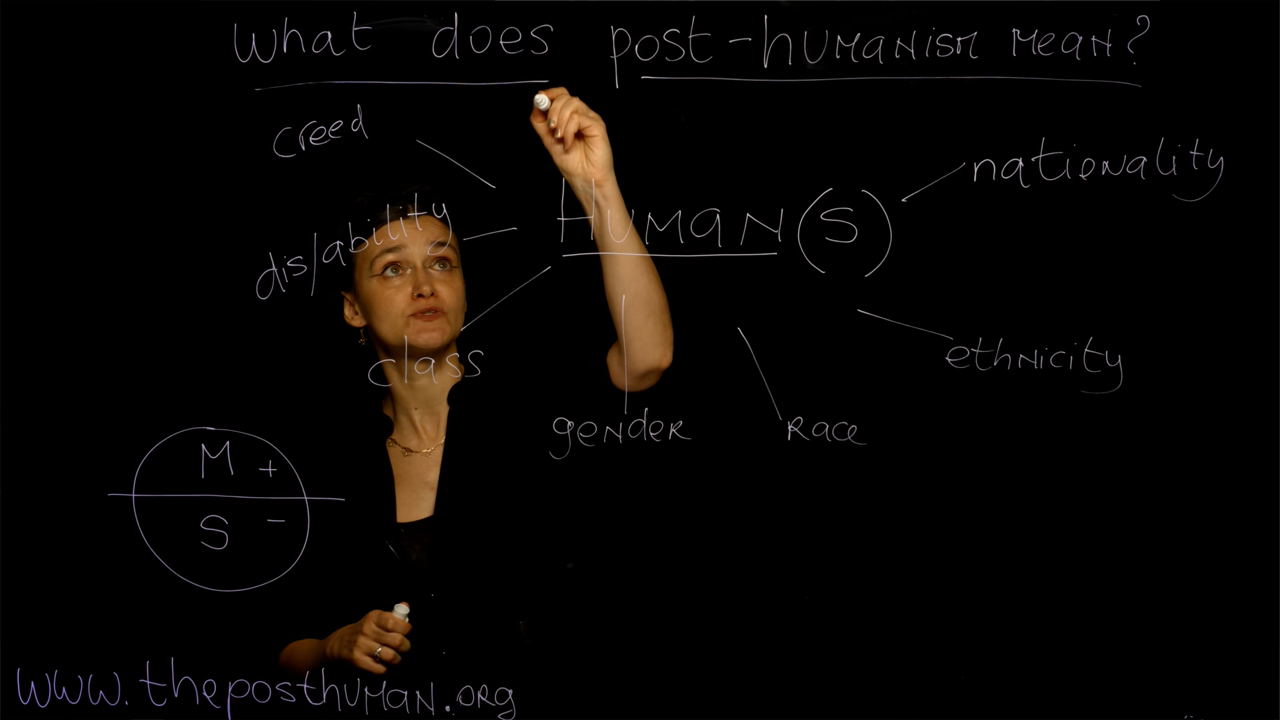 what does post-humanism mean?
creed
nationality
Human(s)
dis/ability
class
ethnicity
gender
race
M +
S -
www.theposthuman.org